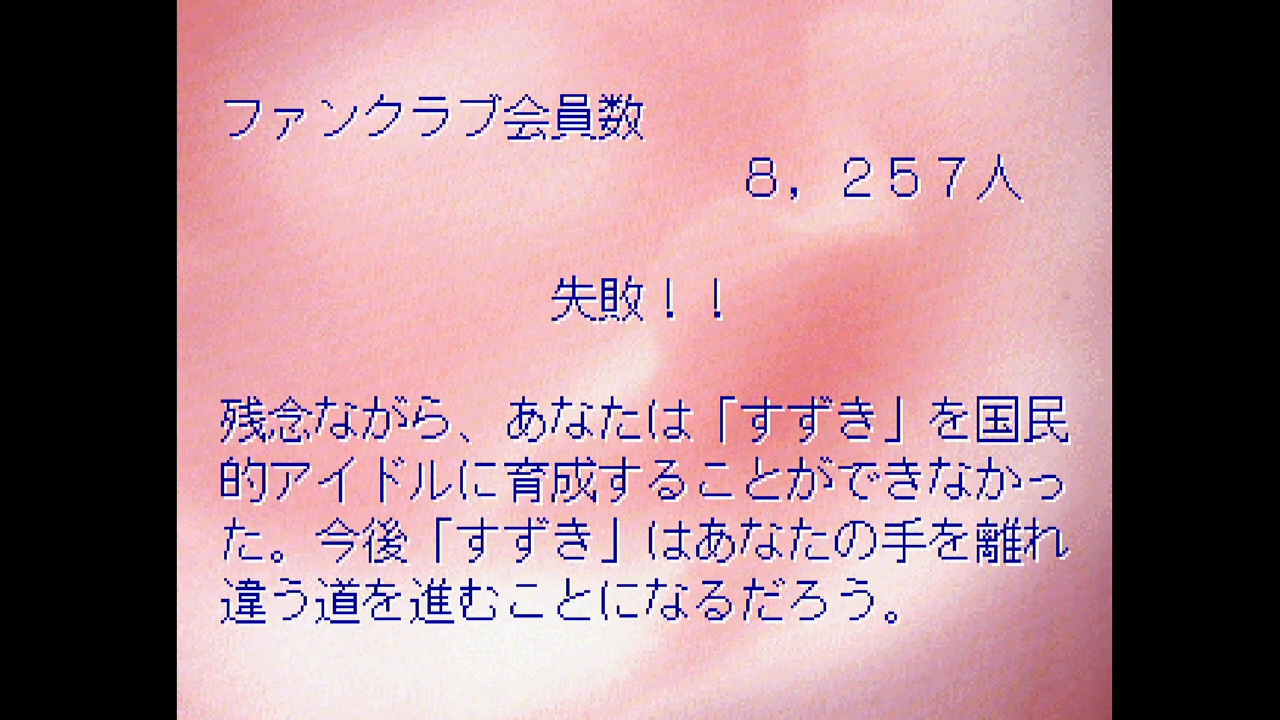 ファンクラブ会員数
８，２５７人
失敗！！
残念ながら、あなたは「すずき」を国民
的アイドルに育成することができなかっ
た。今後「すずき」はあなたの手を離れ
違う道を進むことになるだろう。